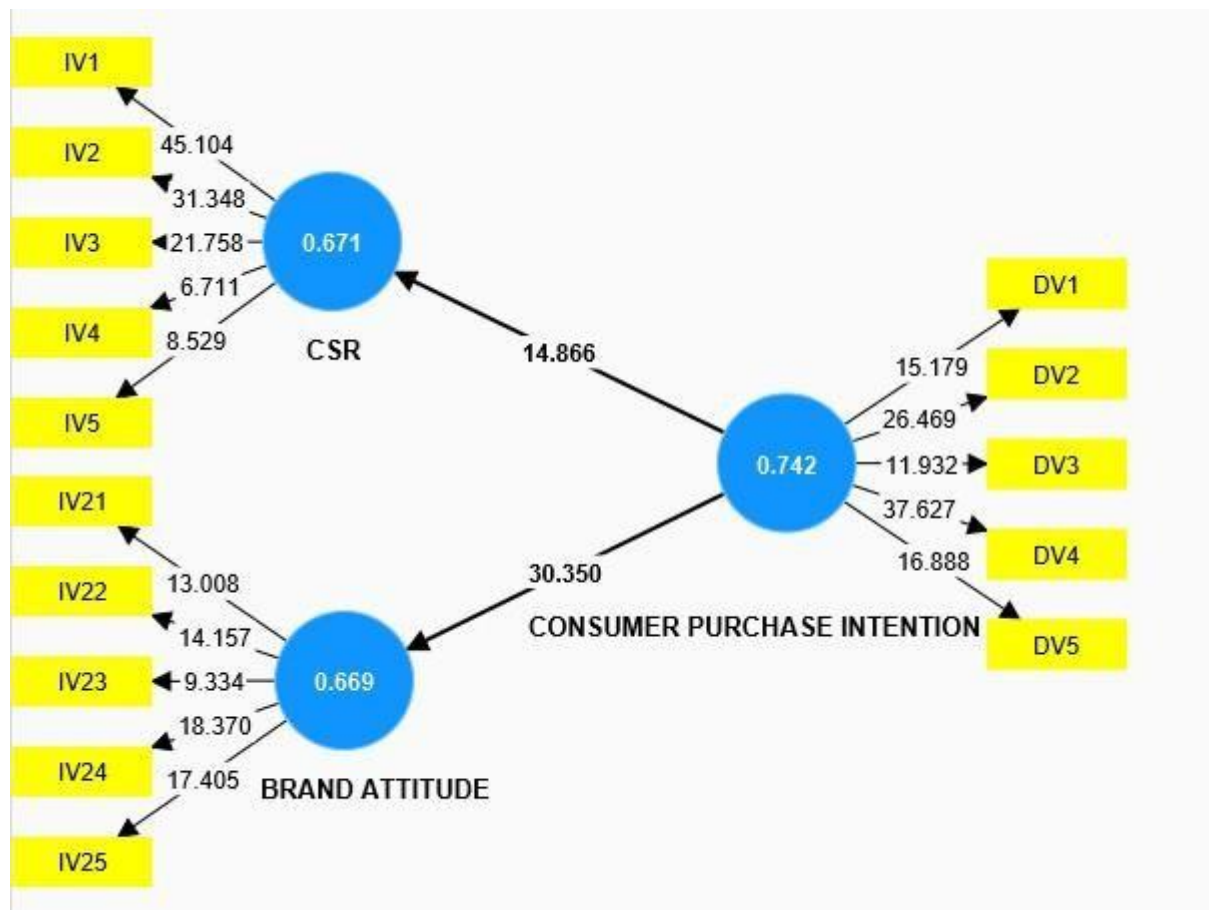 IV1
45.104
IV2
31.348
IV3
21.758
0.671
6.711
IV4
8.529
CSR
IV5
14.866
DV1
15.179
DV2
26.469
0.742
11.932
DV3
37.627
DV4
16.888
DV5
30.350
CONSUMER PURCHASE INTENTION
IV21
13.008
IV22
14.157
IV23
9.334
0.669
18.370
IV24
17.405
BRAND ATTITUDE
IV25